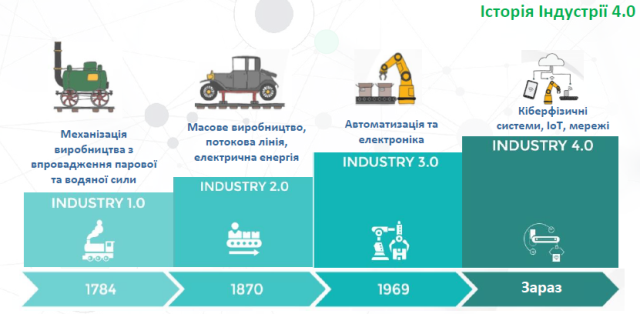 Історія Індустрії 4.0
Механізація
виробництва з
впровадження парової
та водяної сили
Масове виробництво,
потокова лінія,
електрична енергія
Автоматизація та
електроніка
Кіберфізичні
системи, IoT, мережі
INDUSTRY 1.0
INDUSTRY 2.0
INDUSTRY 3.0
INDUSTRY 4.0
1784
1870
1969
Зараз